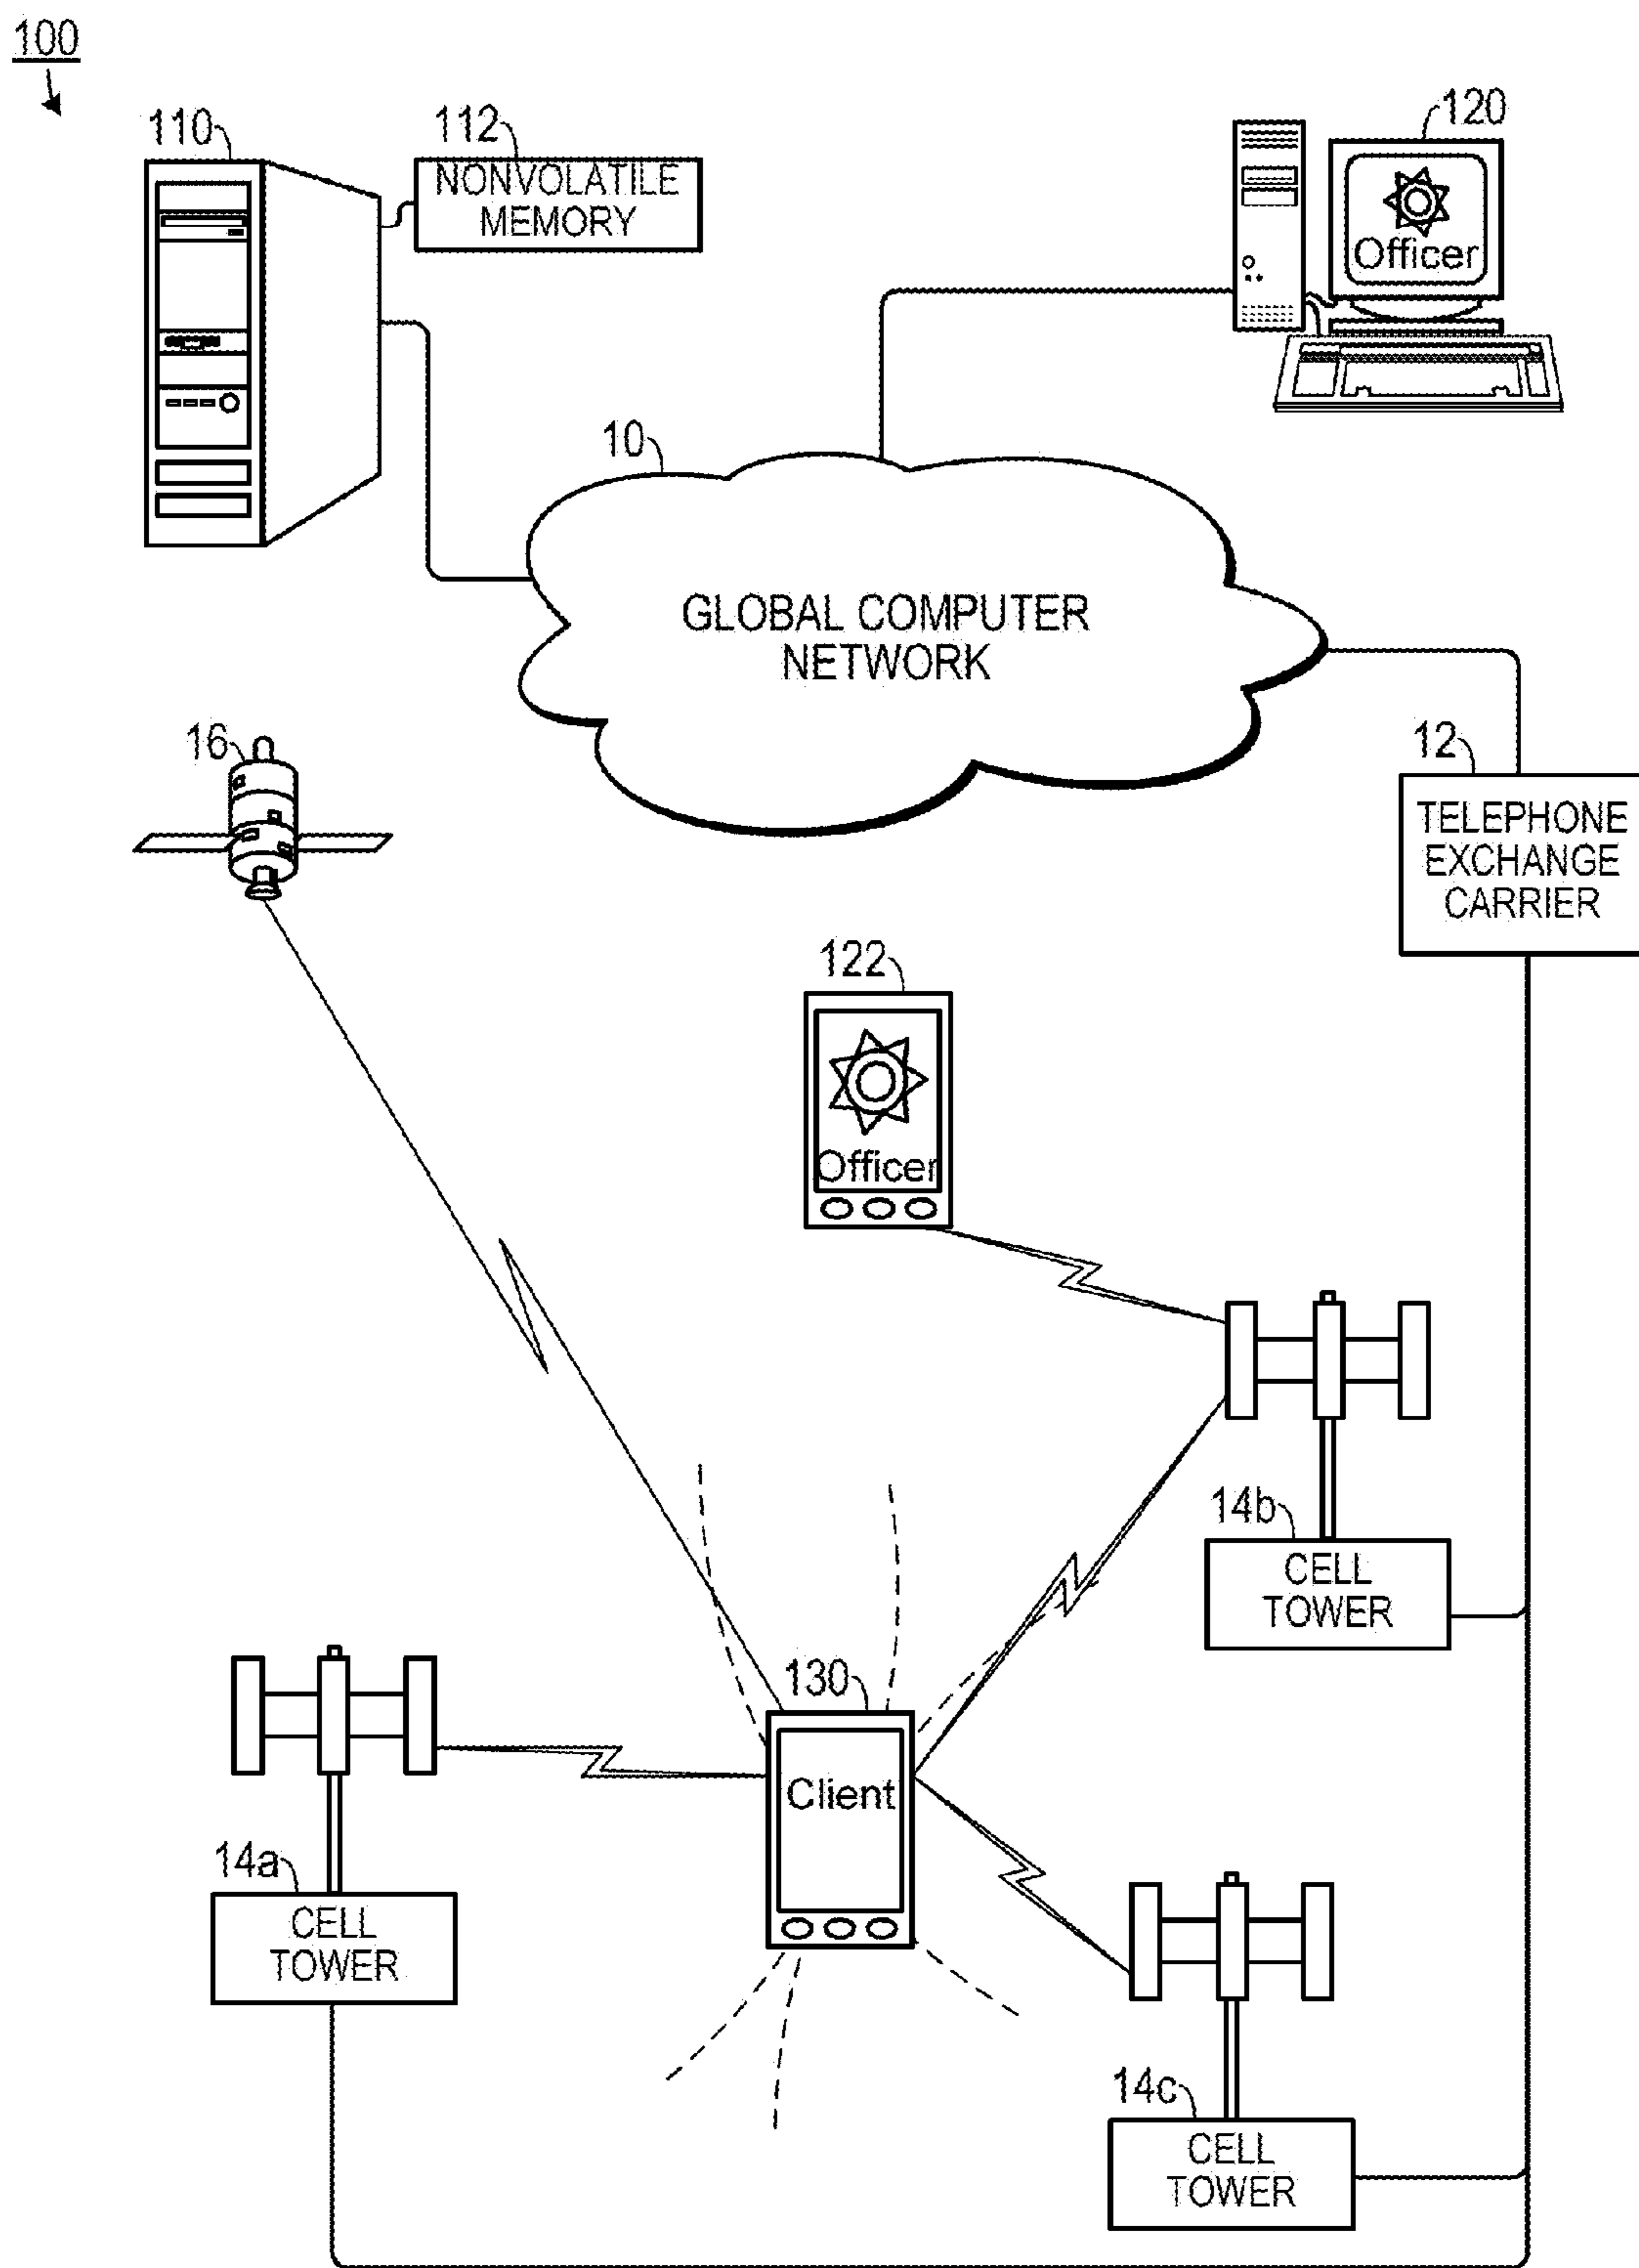 100
110
112
NONVOLATILE
MEMORY
120
Officer
10
GLOBAL COMPUTER
NETWORK
16
12
TELEPHONE
EXCHANGE
CARRIER
122
Officer
14b
CELL
TOWER
130
Client
14a
CELL
TOWER
14c
CELL
TOWER